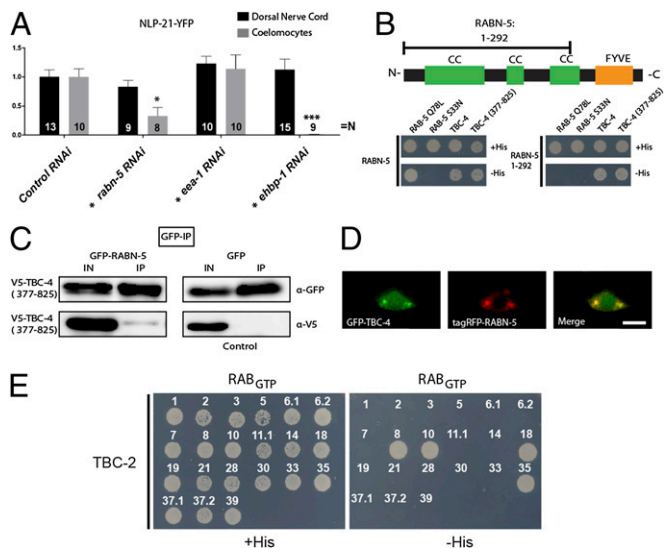 A
NLP-21-YFP
Dorsal Nerve Cord
Coelomocytes
1.5
1.0
0.5
0.0
*
***
13 10 9 8 10 10 15 9 =N
Control RNAi
* rabn-5 RNAi
* eea-1 RNAi
* ehbp-1 RNAi
B
RABN-5:
1-292
CC CC CC FYVE
N- -C
RAB-5 Q78L RAB-5 S33N TBC-4 TBC-4 (377-825)
RAB-5 Q78L RAB-5 S33N TBC-4 TBC-4 (377-825)
RABN-5 +His
-His
RABN-5 1-292 +His
-His
C
GFP-IP
GFP-RABN-5 GFP
IN IP IN IP
V5-TBC-4 (377-825) α-GFP
V5-TBC-4 (377-825) α-V5
Control
D
GFP-TBC-4 tagRFP-RABN-5 Merge
E
RAB GTP RAB GTP
TBC-2
1 2 3 5 6.1 6.2
7 8 10 11.1 14 18
19 21 28 30 33 35
37.1 37.2 39
+His
1 2 3 5 6.1 6.2
7 8 10 11.1 14 18
19 21 28 30 33 35
37.1 37.2 39
-His